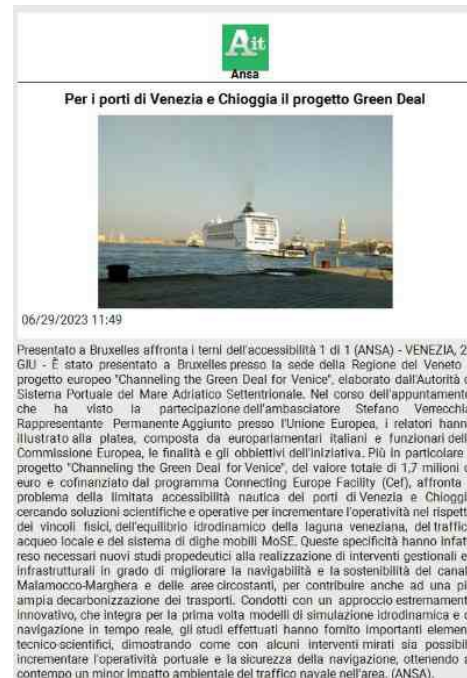 Ait
Ansa
Per i porti di Venezia e Chioggia il progetto Green Deal
06/29/2023 11:49
Presentato a Bruxelles affronta i temi dell'accessibilità 1 di 1 (ANSA) - VENEZIA, 2
GIU - È stato presentato a Bruxelles presso la sede della Regione del Veneto
progetto europeo "Channeling the Green Deal for Venice", elaborato dall'Autorità d
Sistema Portuale del Mare Adriatico Settentrionale. Nel corso dell'appuntament
che ha visto la partecipazione dell'ambasciatore Stefano Verrecchi
Rappresentante Permanente Aggiunto presso l'Unione Europea, i relatori hann
illustrato alla platea, composta da europarlamentari italiani e funzionari dell
Commissione Europea, le finalità e gli obbiettivi dell'iniziativa. Più in particolare
progetto "Channeling the Green Deal for Venice", del valore totale di 1,7 milioni d
euro e cofinanziato dal programma Connecting Europe Facility (Cef), affronta
problema della limitata accessibilità nautica dei porti di Venezia e Chioggi
cercando soluzioni scientifiche e operative per incrementare l'operatività nel rispett
dei vincoli fisici, dell'equilibrio idrodinamico della laguna veneziana, del traffic
acqueo locale e del sistema di dighe mobili MoSE. Queste specificità hanno infat
reso necessari nuovi studi propedeutici alla realizzazione di interventi gestionali e
infrastrutturali in grado di migliorare la navigabilità e la sostenibilità del canal
Malamocco-Marghera e delle aree circostanti, per contribuire anche ad una pi
ampia decarbonizzazione dei trasporti. Condotti con un approccio estremament
innovativo, che integra per la prima volta modelli di simulazione idrodinamica e d
navigazione in tempo reale, gli studi effettuati hanno fornito importanti elemen
tecnico-scientifici, dimostrando come con alcuni interventi mirati sia possibil
incrementare l'operatività portuale e la sicurezza della navigazione, ottenendo a
contempo un minor impatto ambientale del traffico navale nell'area. (ANSA).